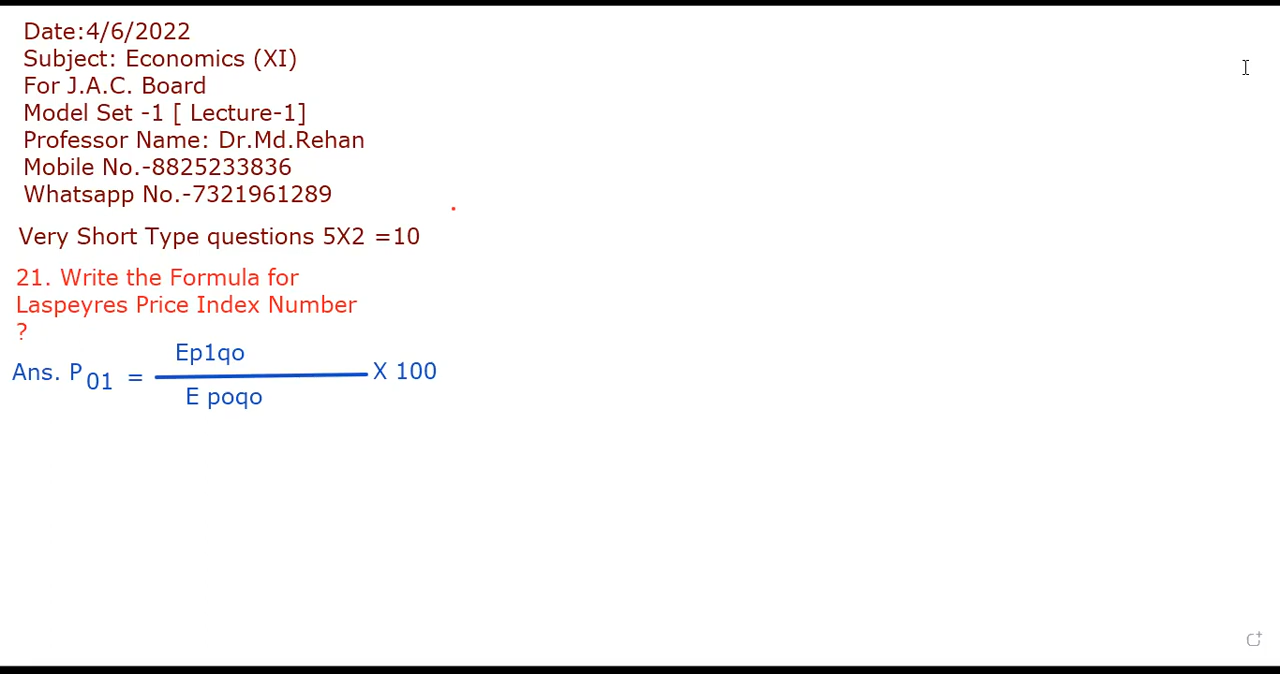 Date:4/6/2022
Subject: Economics (XI)
For J.A.C. Board
Model Set -1 [ Lecture-1]
Professor Name: Dr.Md.Rehan
Mobile No.-8825233836
Whatsapp No.-7321961289
Very Short Type questions 5X2 =10
21. Write the Formula for
Laspeyres Price Index Number
?
Ep1qo
Ans. P01 = X 100
E poqo